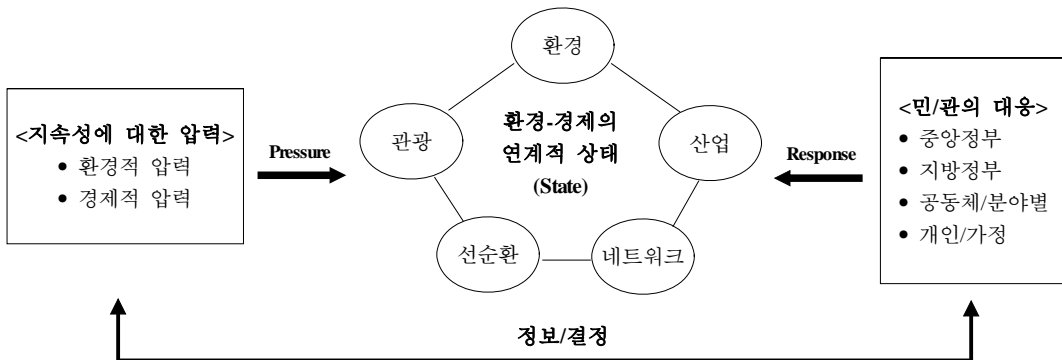 <지속성에 대한 압력>
• 환경적 압력
• 경제적 압력
Pressure
환경
관광
산업
선순환
네트워크
환경-경제의
연계적 상태
(State)
Response
<민/관의 대응>
• 중앙정부
• 지방정부
• 공동체/분야별
• 개인/가정
정보/결정